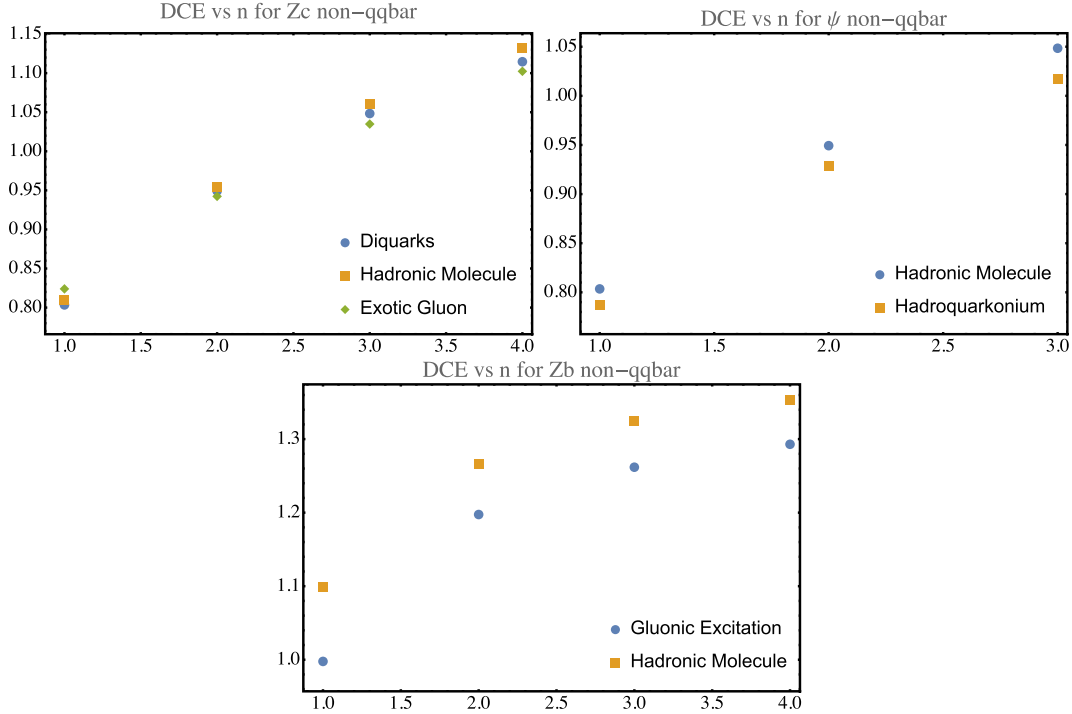 DCE vs n for Zc non−qqbar
1.15
1.10
1.05
1.00
0.95
0.90
0.85
0.80
Diquarks
Hadronic Molecule
Exotic Gluon
1.0 1.5 2.0 2.5 3.0 3.5 4.0
DCE vs n for ψ non−qqbar
1.05
1.00
0.95
0.90
0.85
0.80
Hadronic Molecule
Hadroquarkonium
1.0 1.5 2.0 2.5 3.0
DCE vs n for Zb non−qqbar
1.3
1.2
1.1
1.0
Gluonic Excitation
Hadronic Molecule
1.0 1.5 2.0 2.5 3.0 3.5 4.0